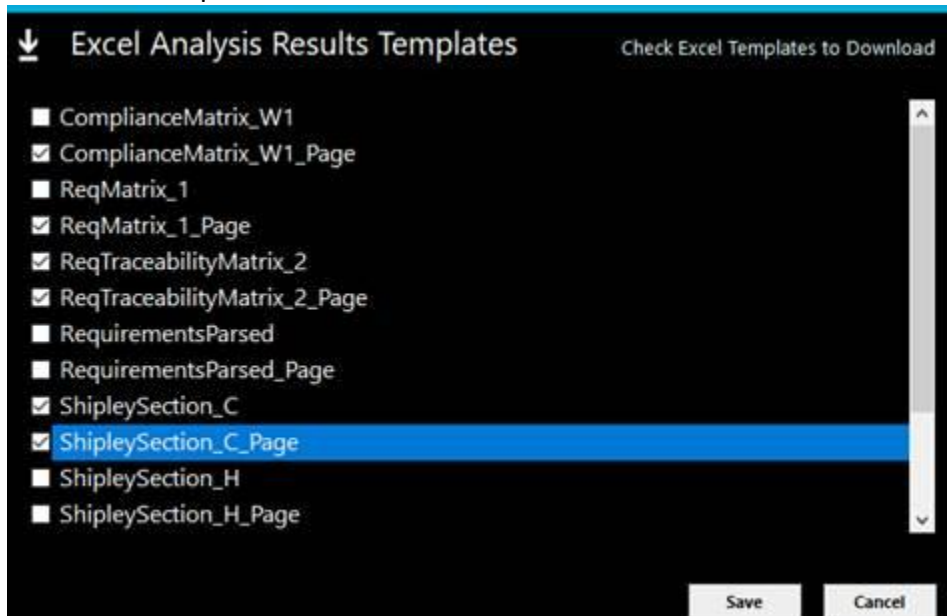 Excel Analysis Results Templates
Check Excel Templates to Download
ComplianceMatrix_W1
ComplianceMatrix_W1_Page
ReqMatrix_1
ReqMatrix_1_Page
ReqTraceabilityMatrix_2
ReqTraceabilityMatrix_2_Page
RequirementsParsed
RequirementsParsed_Page
ShipleySection_C
ShipleySection_C_Page
ShipleySection_H
ShipleySection_H_Page
Save
Cancel